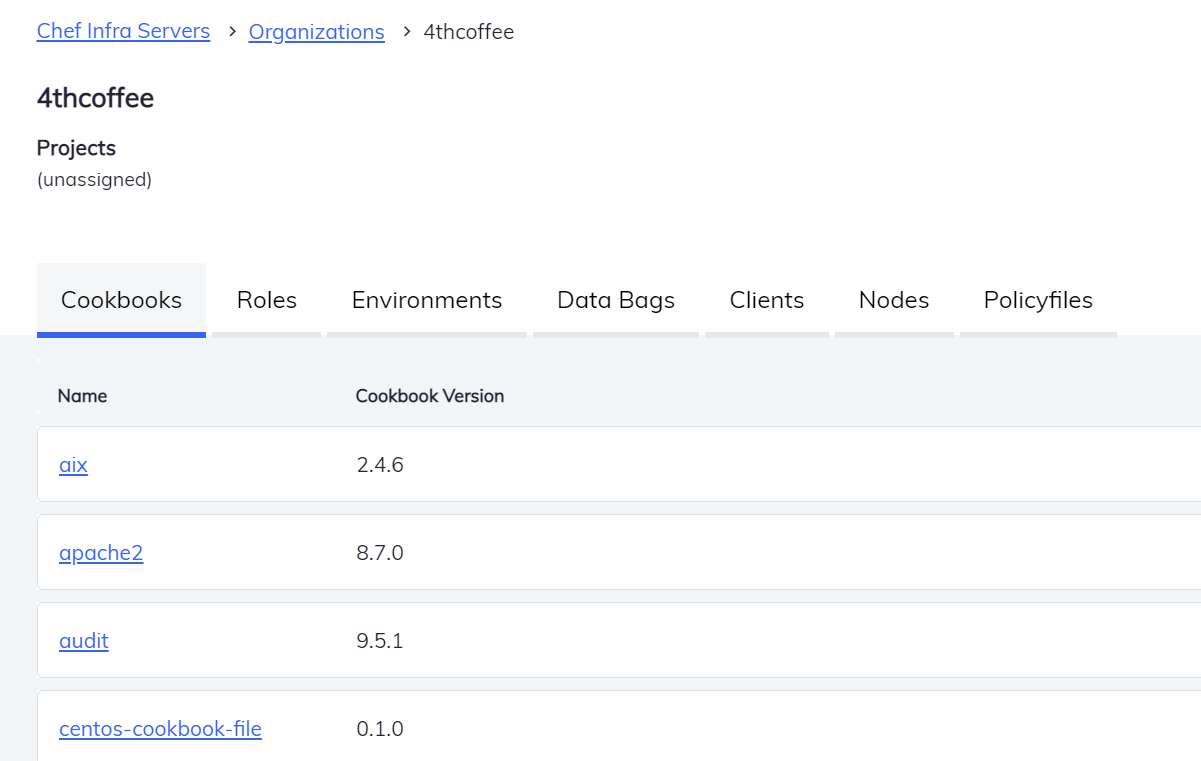 Chef Infra Servers > Organizations > 4thcoffee
4thcoffee
Projects
(unassigned)
Cookbooks Roles Environments Data Bags Clients Nodes Policyfiles
Name Cookbook Version
aix 2.4.6
apache2 8.7.0
audit 9.5.1
centos-cookbook-file 0.1.0